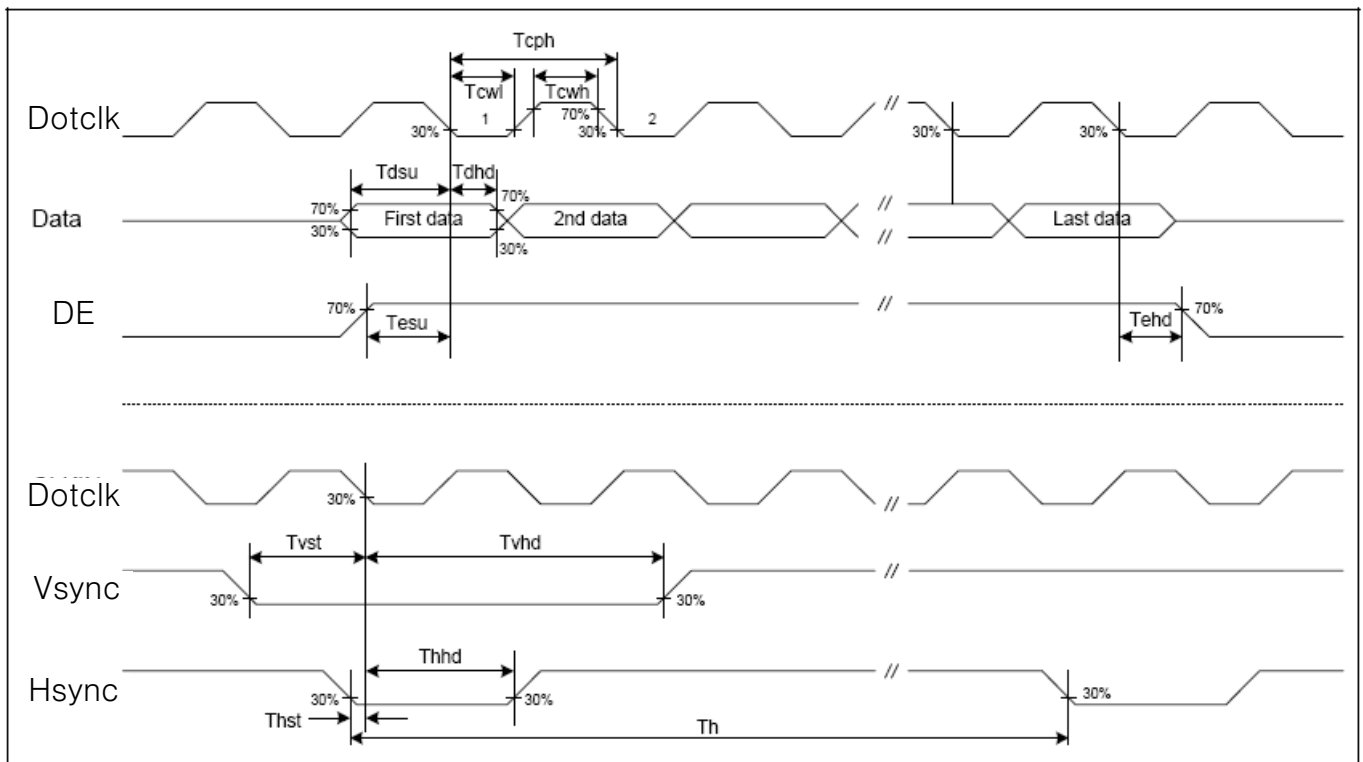 Tcph
Tcwl
Tcwh
Dotclk
30%
1
70%
30%
2
//
30%
30%
Tdsu
Tdhd
Data
70%
30%
First data
70%
30%
2nd data
//
//
Last data
DE
70%
Tesu
//
Tehd
70%
Dotclk
30%
//
Tvst
Tvhd
Vsync
30%
30%
//
Hsync
Thhd
30%
30%
//
30%
Thst
Th